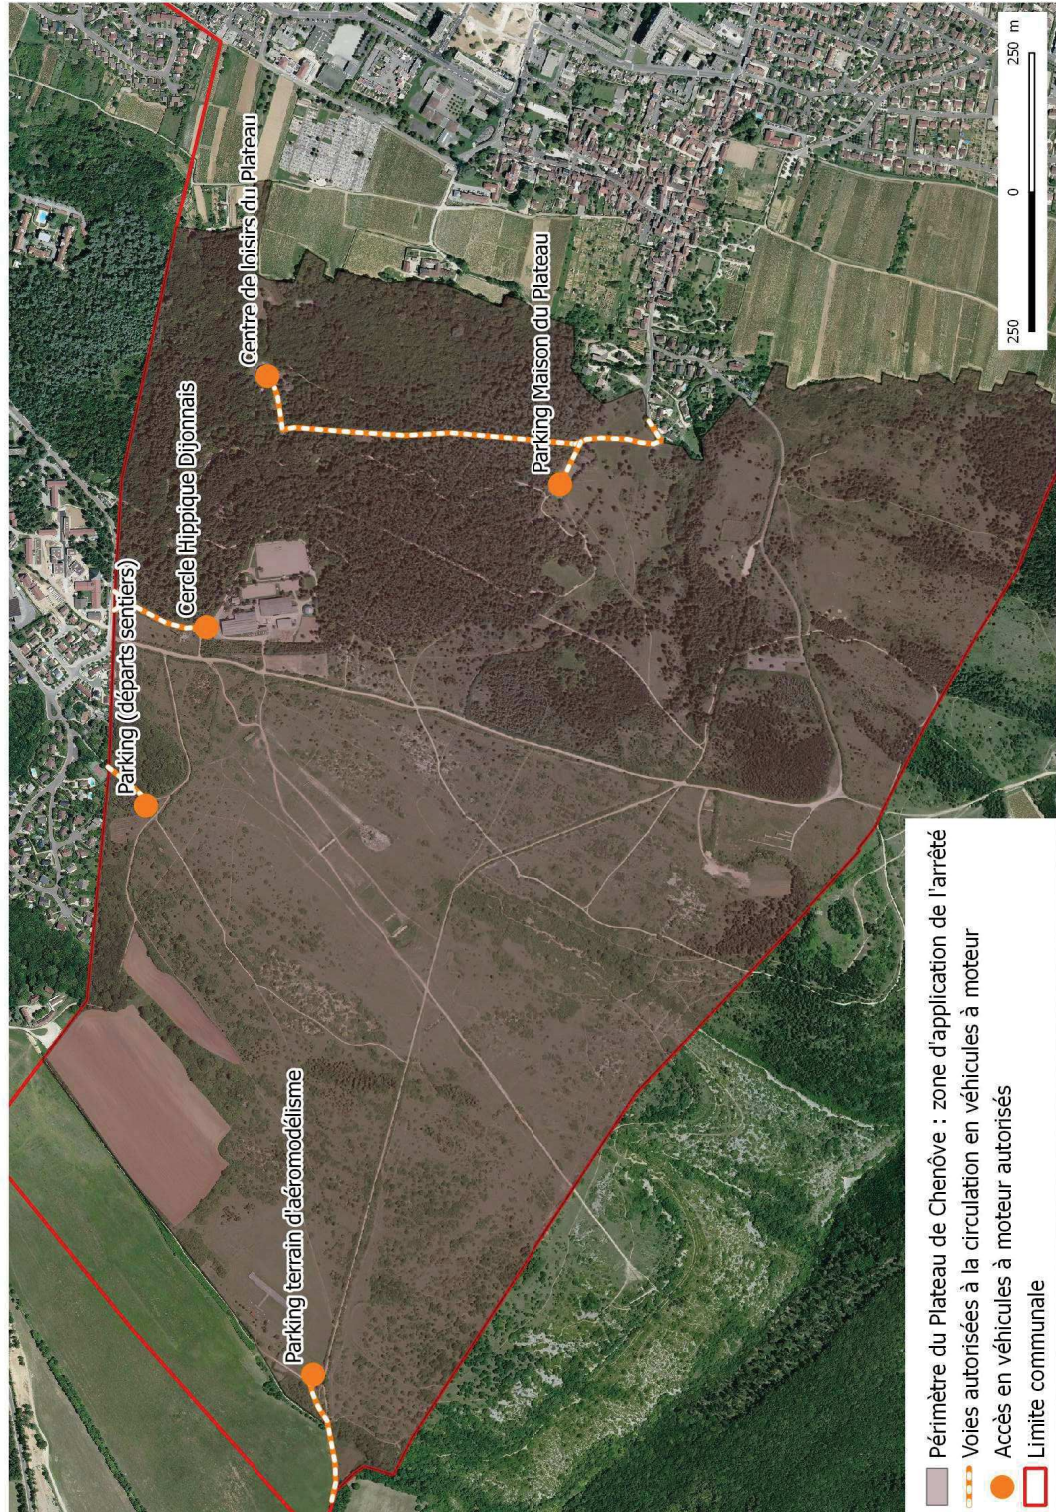 Parking terrain d'aéromodélisme
Parking (départs sentiers)
Cercle Hippique Dijonnais
Centre de loisirs du Plateau
Parking Maison du Plateau
Périmètre du Plateau de Chenôve : zone d'application de l'arrêté
Voies autorisées à la circulation en véhicules à moteur
Accès en véhicules à moteur autorisés
Limite communale
250 0 250 m